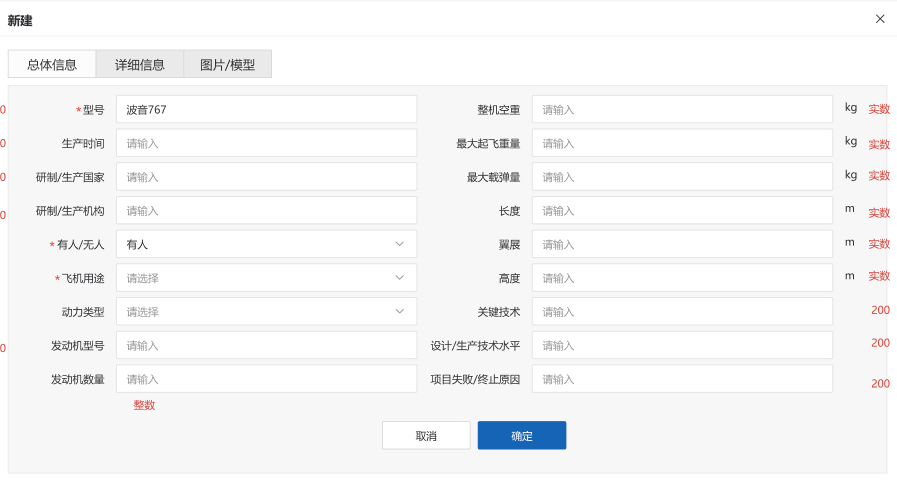 新建
总体信息 详细信息 图片/模型
0 *型号 波音767 整机空重 请输入 kg 实数
0 生产时间 请输入 最大起飞重量 请输入 kg 实数
0 研制/生产国家 请输入 最大载弹量 请输入 kg 实数
0 研制/生产机构 请输入 长度 请输入 m 实数
*有人/无人 有人 翼展 请输入 m 实数
*飞机用途 请选择 高度 请输入 m 实数
动力类型 请选择 关键技术 请输入 200
0 发动机型号 请输入 设计/生产技术水平 请输入 200
发动机数量 请输入 项目失败/终止原因 请输入 200
整数
取消 确定